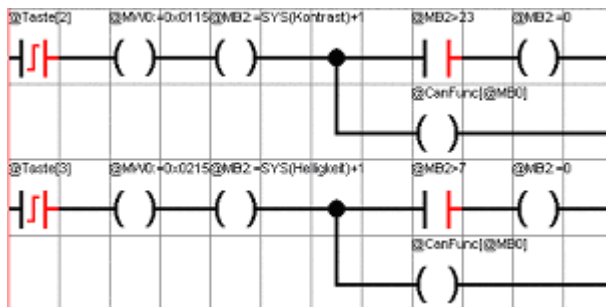 @Taste[2] @MW0:=0x0115 @MB2:=SYS(Kontrast)+1 @MB2>23 @MB2:=0
@CanFunc[@MB0]
@Taste[3] @MW0:=0x0215 @MB2:=SYS(Helligkeit)+1 @MB2>7 @MB2:=0
@CanFunc[@MB0]